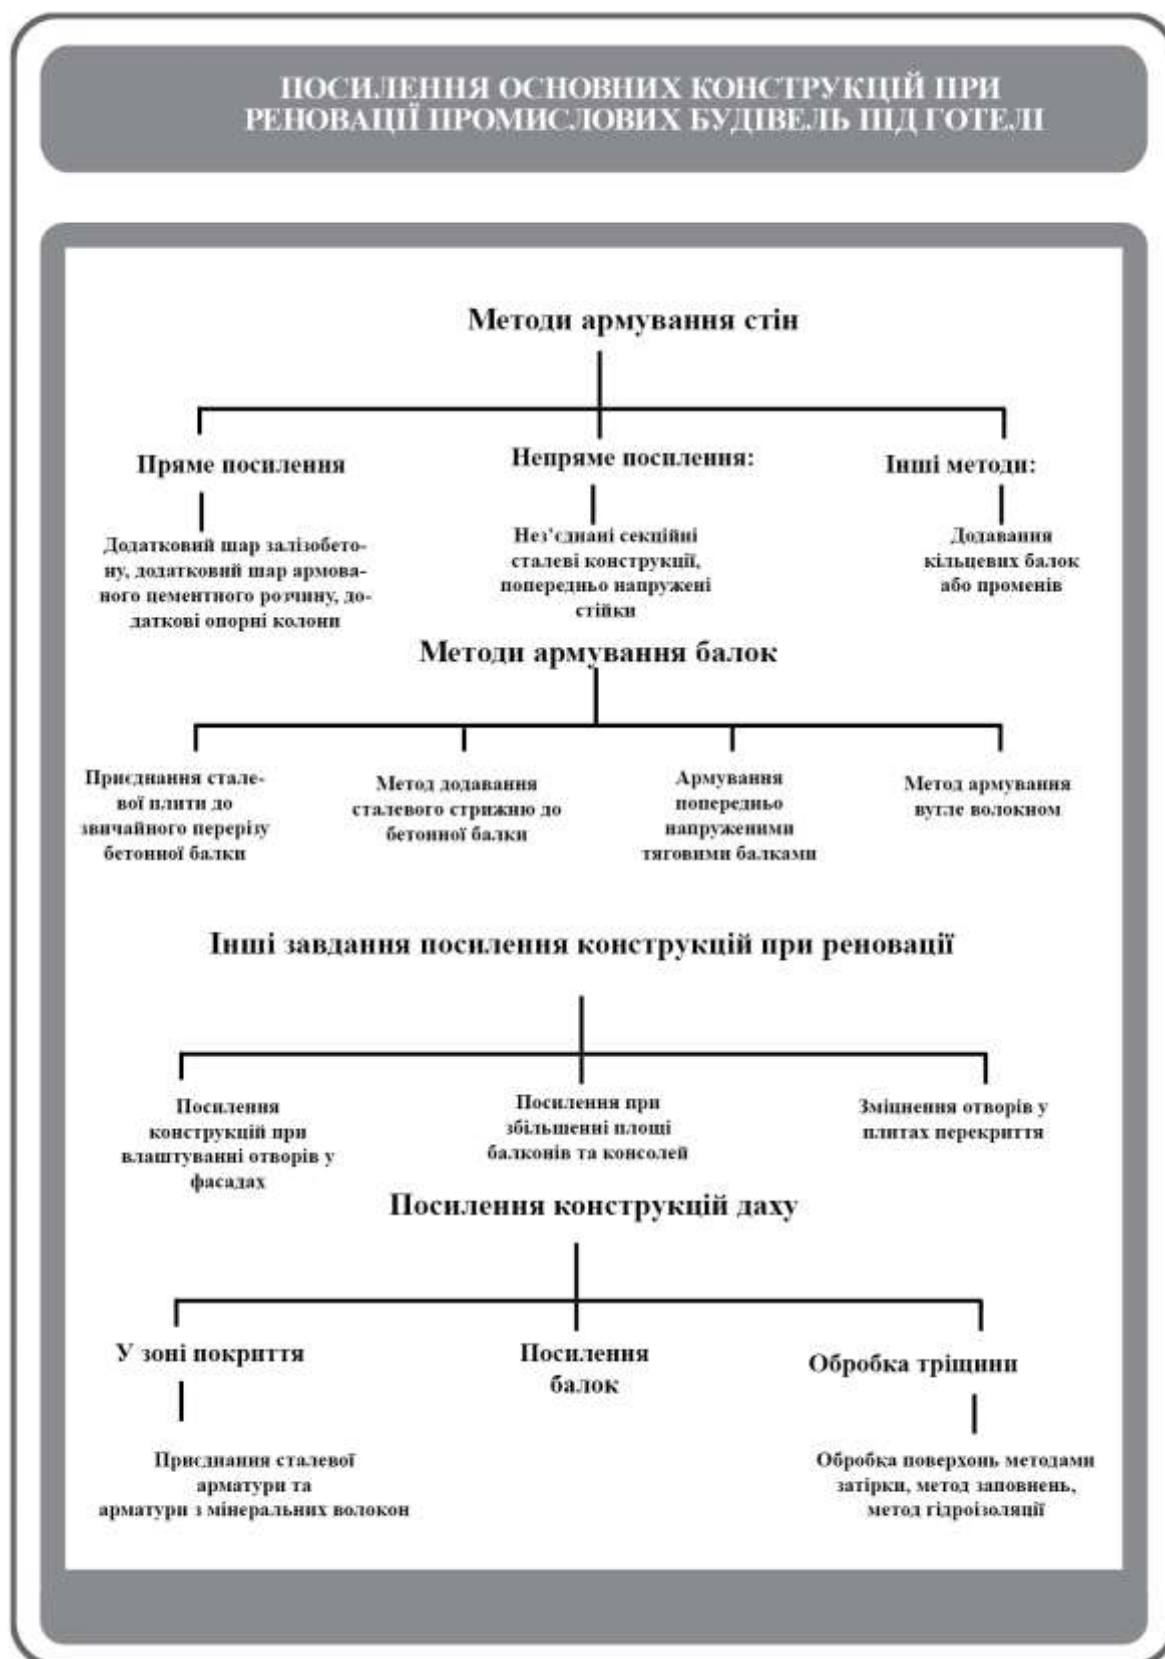 ПОСИЛЕННЯ ОСНОВНИХ КОНСТРУКЦІЙ ПРИ
РЕНОВАЦІЇ ПРОМИСЛОВИХ БУДІВЕЛЬ ПІД ГОТЕЛІ
Методи армування стін
Пряме посилення
Непряме посилення:
Інші методи:
Додатковий шар залізобето-
ну, додатковий шар армова-
ного цементного розчину, до-
даткові опорні колони
Нез’єднані секційні
сталеві конструкції,
попередньо напружені
стійки
Додавання
кільцевих балок
або променів
Методи армування балок
Приєднання стале-
вої плити до
звичайного перерізу
бетонної балки
Метод додавання
сталевого стрижню до
бетонної балки
Армування
попередньо
напруженими
тяговими балками
Метод армування
вугле волокном
Інші завдання посилення конструкцій при реновації
Посилення
конструкцій при
влаштуванні отворів у
фасадах
Посилення при
збільшенні площі
балконів та консолей
Зміцнення отворів у
плитах перекриття
Посилення конструкцій даху
У зоні покриття
Посилення
балок
Обробка тріщини
Приєднання сталевої
арматури та
арматури з мінеральних волокон
Обробка поверхонь методами
затірки, метод заповнень,
метод гідроізоляції